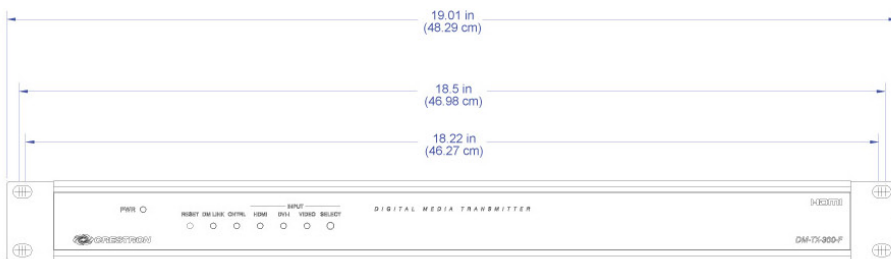 19.01 in
(48.29 cm)
18.5 in
(46.98 cm)
18.22 in
(46.27 cm)
HDMI
PWR
INPUT
DIGITAL MEDIA TRANSMITTER
RESET DM LINK CNTRL HDMI DVI-I VIDEO SELECT
CRESTRON
DM-TX-300-F